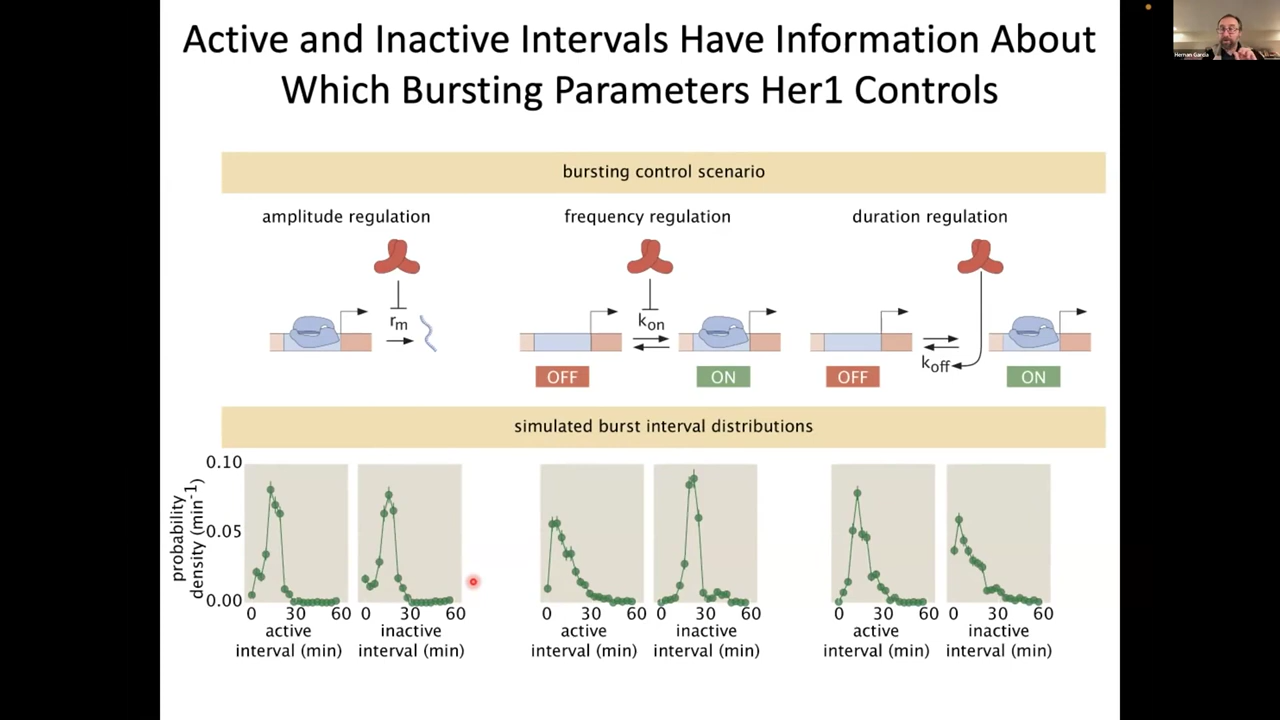 Active and Inactive Intervals Have Information About
Which Bursting Parameters Her1 Controls
Hernan Garcia
bursting control scenario
amplitude regulation
frequency regulation
duration regulation
rm
kon
koff
OFF
ON
OFF
ON
simulated burst interval distributions
probability
density (min-1)
0.10
0.05
0.00
0 30 60
0 30 60
0 30 60
0 30 60
0 30 60
0 30 60
active
interval (min)
inactive
interval (min)
active
interval (min)
inactive
interval (min)
active
interval (min)
inactive
interval (min)